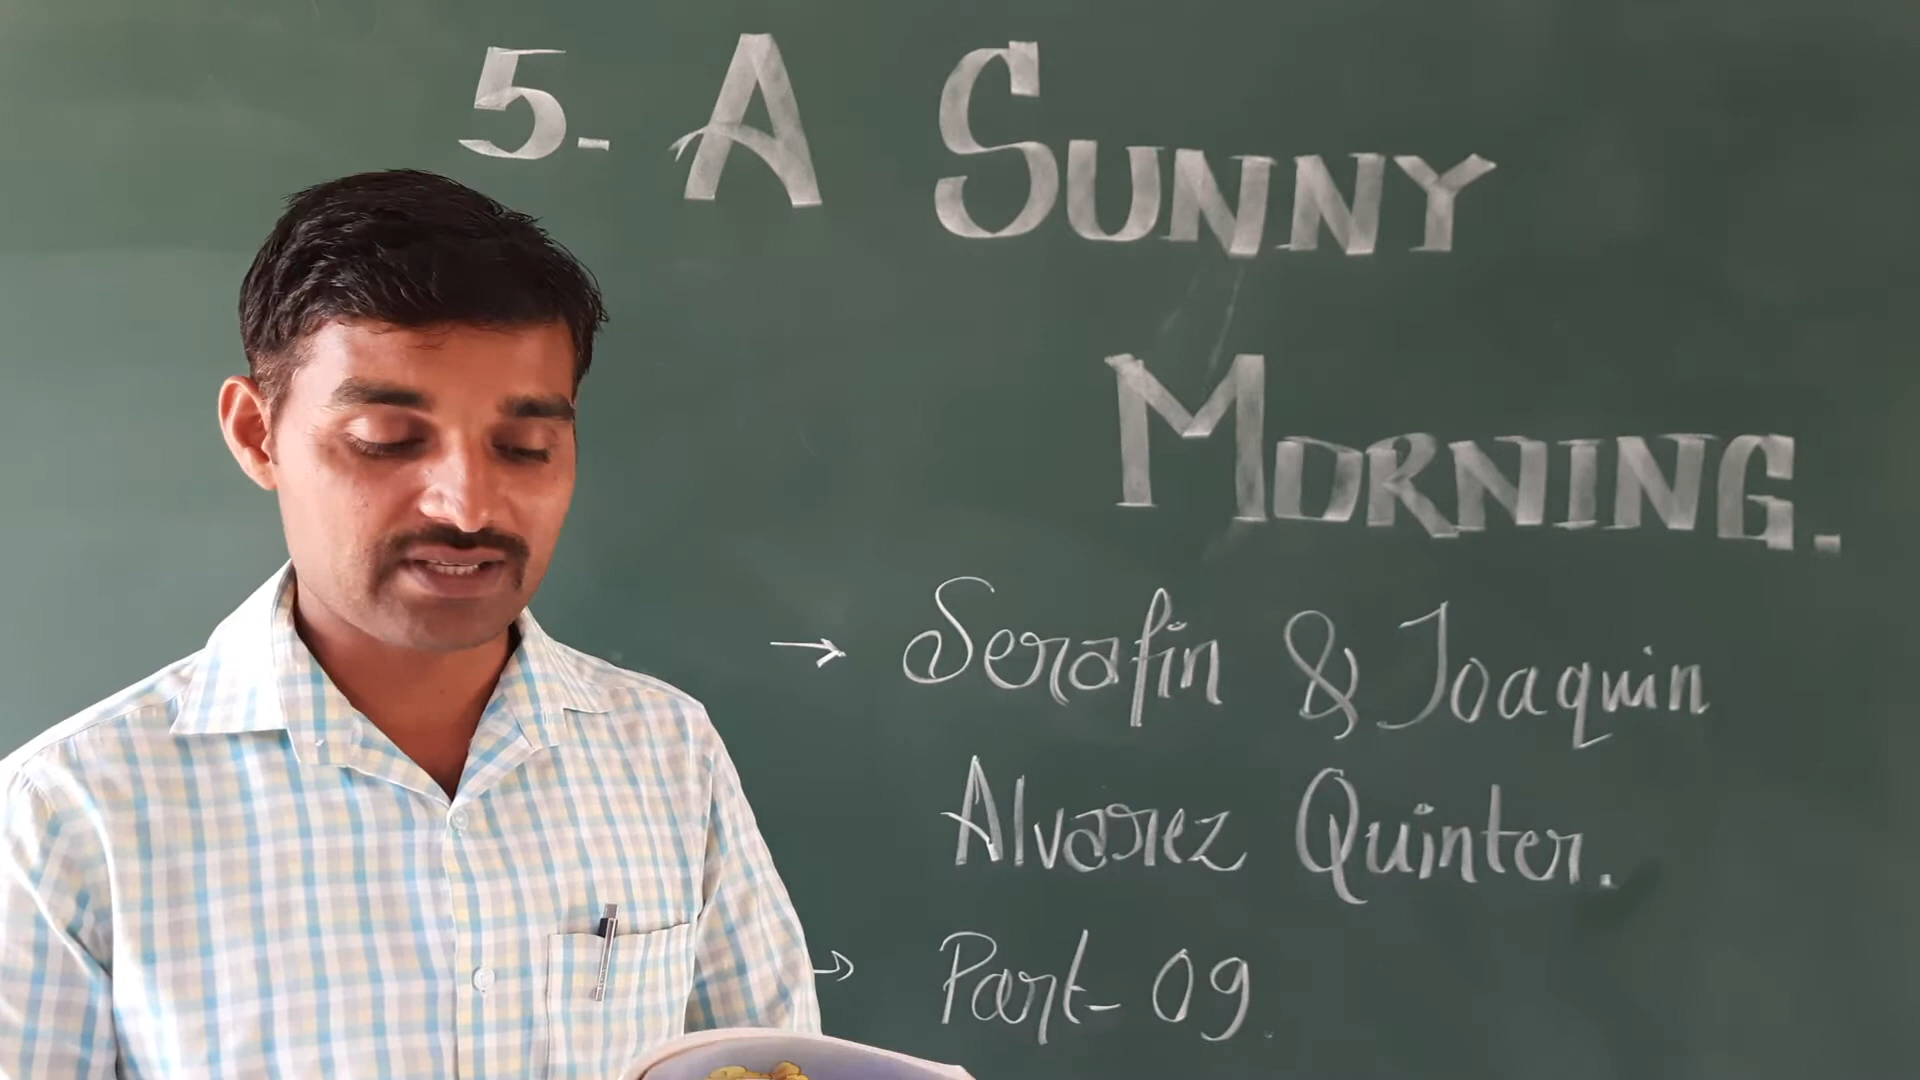 5- A SUNNY
MORNING.
→ Serafin & Joaquin
Alvarez Quinter.
→ Part-09.